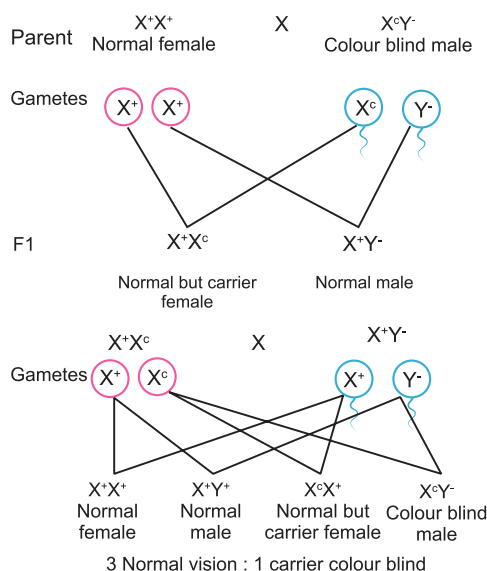 Parent X⁺X⁺ X XᶜY⁻
Normal female Colour blind male
Gametes X⁺ X⁺ Xᶜ Y⁻
F1 X⁺Xᶜ X⁺Y⁻
Normal but carrier female Normal male
X⁺Xᶜ X X⁺Y⁻
Gametes X⁺ Xᶜ X⁺ Y⁻
X⁺X⁺ X⁺Y⁺ XᶜX⁺ XᶜY⁻
Normal female Normal male Normal but carrier female Colour blind male
3 Normal vision : 1 carrier colour blind